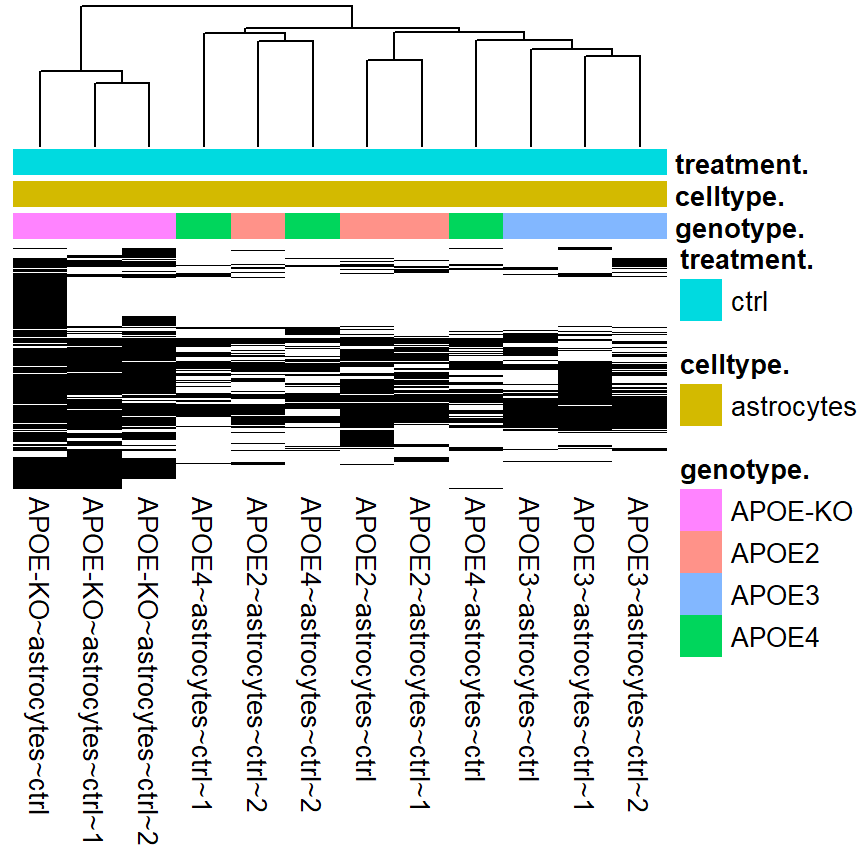 treatment.
celltype.
genotype.
treatment.
ctrl
celltype.
astrocytes
genotype.
APOE-KO
APOE2
APOE3
APOE4
APOE-KO~astrocytes~ctrl
APOE-KO~astrocytes~ctrl~1
APOE-KO~astrocytes~ctrl~2
APOE4~astrocytes~ctrl~1
APOE2~astrocytes~ctrl~2
APOE4~astrocytes~ctrl~2
APOE2~astrocytes~ctrl
APOE2~astrocytes~ctrl~1
APOE4~astrocytes~ctrl
APOE3~astrocytes~ctrl
APOE3~astrocytes~ctrl~1
APOE3~astrocytes~ctrl~2